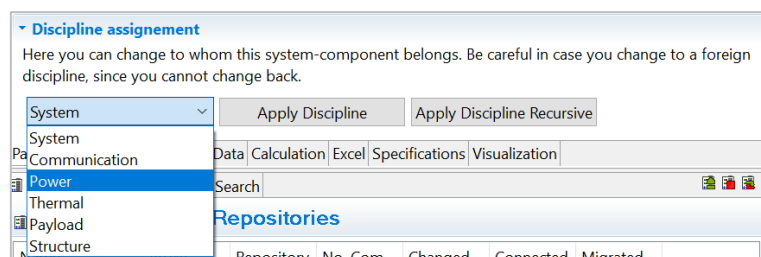 Discipline assignement
Here you can change to whom this system-component belongs. Be careful in case you change to a foreign
discipline, since you cannot change back.
System Apply Discipline Apply Discipline Recursive
System
Communication
Data Calculation Excel Specifications Visualization
Power
Search
Thermal
Payload
Repositories
Structure
Repository Changed Connected Migrated